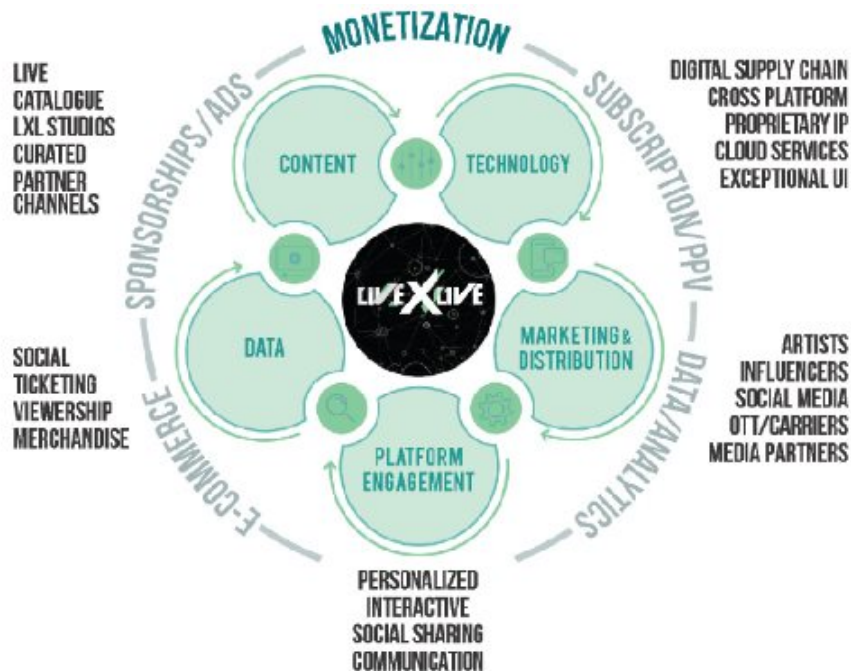 MONETIZATION
SPONSORSHIPS/ADS
SUBSCRIPTION/PPV
DATA/ANALYTICS
E-COMMERCE
LIVE
CATALOGUE
LXL STUDIOS
CURATED
PARTNER
CHANNELS
DIGITAL SUPPLY CHAIN
CROSS PLATFORM
PROPRIETARY IP
CLOUD SERVICES
EXCEPTIONAL UI
CONTENT
TECHNOLOGY
LIVEXLIVE
DATA
MARKETING &
DISTRIBUTION
PLATFORM
ENGAGEMENT
SOCIAL
TICKETING
VIEWERSHIP
MERCHANDISE
ARTISTS
INFLUENCERS
SOCIAL MEDIA
OTT/CARRIERS
MEDIA PARTNERS
PERSONALIZED
INTERACTIVE
SOCIAL SHARING
COMMUNICATION